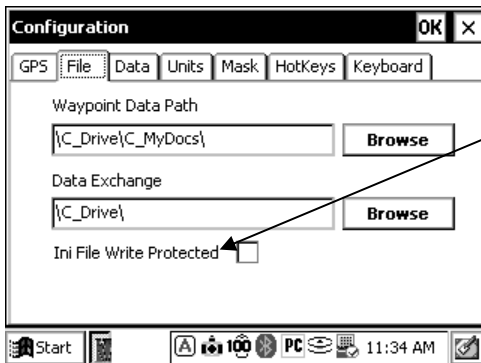 Configuration OK ×
GPS File Data Units Mask HotKeys Keyboard
Waypoint Data Path
\C_Drive\C_MyDocs\ Browse
Data Exchange
\C_Drive\ Browse
Ini File Write Protected
Start A 100 PC 11:34 AM